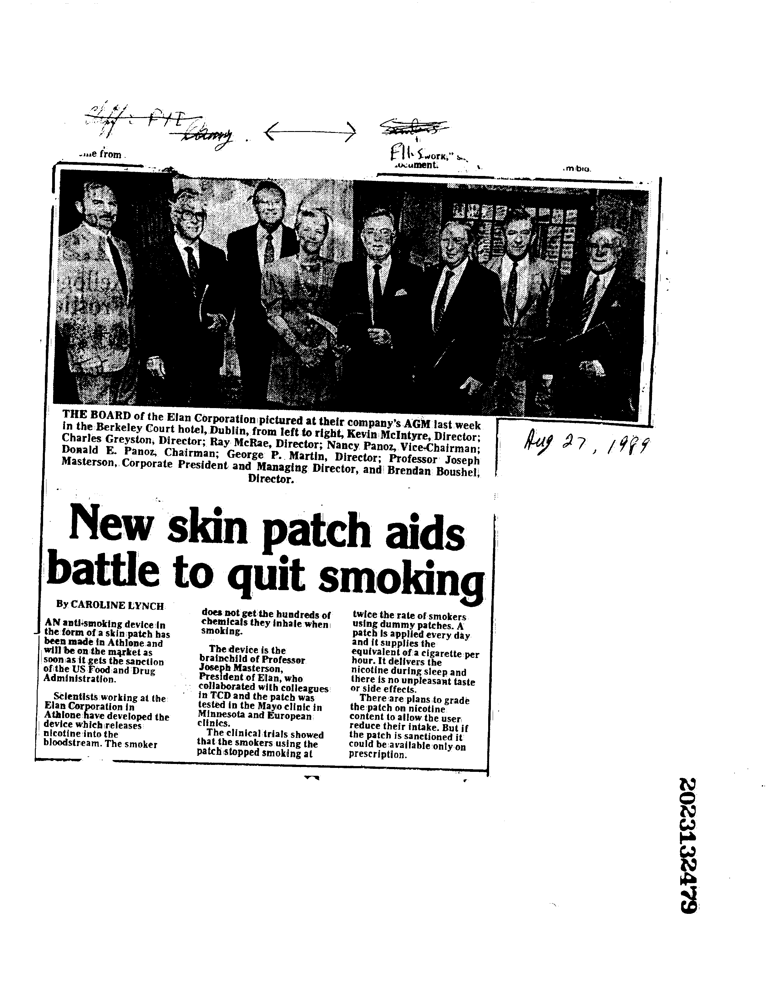 FYI
...me from
work,"
...ocument.
THE BOARD of the Elan Corporation pictured at their company's AGM last week
in the Berkeley Court hotel, Dublin, from left to right, Kevin McIntyre, Director;
Charles Greyston, Director; Ray McRae, Director; Nancy Panoz, Vice-Chairman;
Donald E. Panoz, Chairman; George P. Martin, Director; Professor Joseph
Masterson, Corporate President and Managing Director, and Brendan Boushel,
Director.
Aug 27, 1989
New skin patch aids
battle to quit smoking
By CAROLINE LYNCH
AN anti-smoking device in
the form of a skin patch has
been made in Athlone and
will be on the market as
soon as it gets the sanction
of the US Food and Drug
Administration.
Scientists working at the
Elan Corporation in
Athlone have developed the
device which releases
nicotine into the
bloodstream. The smoker
does not get the hundreds of
chemicals they inhale when
smoking.
The device is the
brainchild of Professor
Joseph Masterson,
President of Elan, who
collaborated with colleagues
in TCD and the patch was
tested in the Mayo clinic in
Minnesota and European
clinics.
The clinical trials showed
that the smokers using the
patch stopped smoking at
twice the rate of smokers
using dummy patches. A
patch is applied every day
and it supplies the
equivalent of a cigarette per
hour. It delivers the
nicotine during sleep and
there is no unpleasant taste
or side effects.
There are plans to grade
the patch on nicotine
content to allow the user
reduce their intake. But if
the patch is sanctioned it
could be available only on
prescription.
2023132479